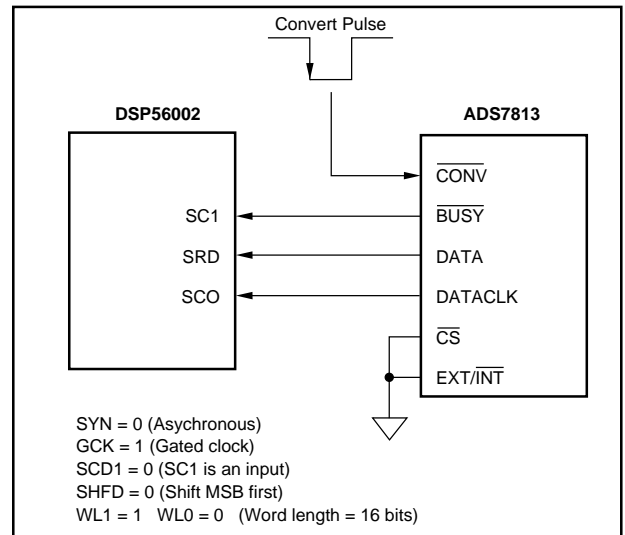 Convert Pulse
DSP56002
ADS7813
CONV
SC1
BUSY
SRD
DATA
SCO
DATACLK
CS
EXT/INT
SYN = 0 (Asychronous)
GCK = 1 (Gated clock)
SCD1 = 0 (SC1 is an input)
SHFD = 0 (Shift MSB first)
WL1 = 1 WL0 = 0 (Word length = 16 bits)